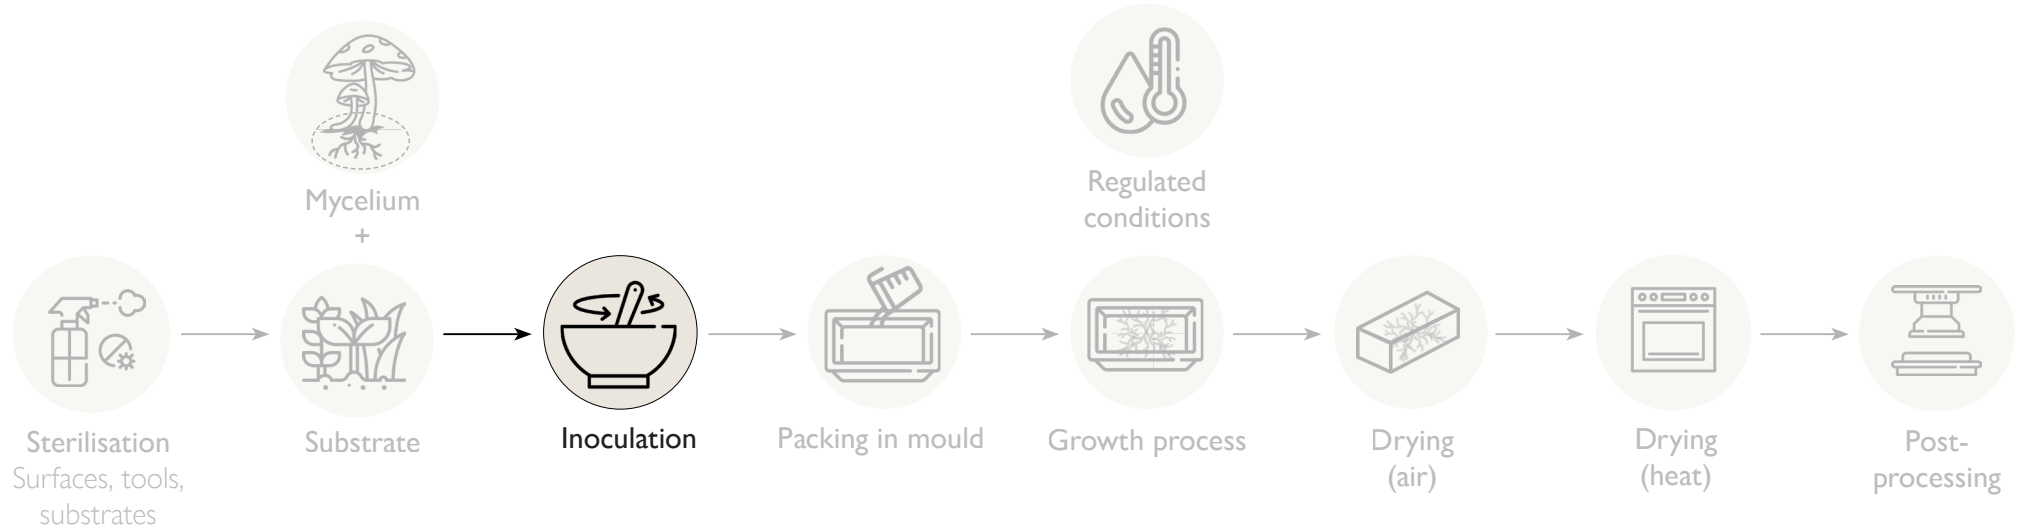 Mycelium
+
Regulated
conditions
Sterilisation
Surfaces, tools,
substrates
Substrate
Inoculation
Packing in mould
Growth process
Drying
(air)
Drying
(heat)
Post-
processing